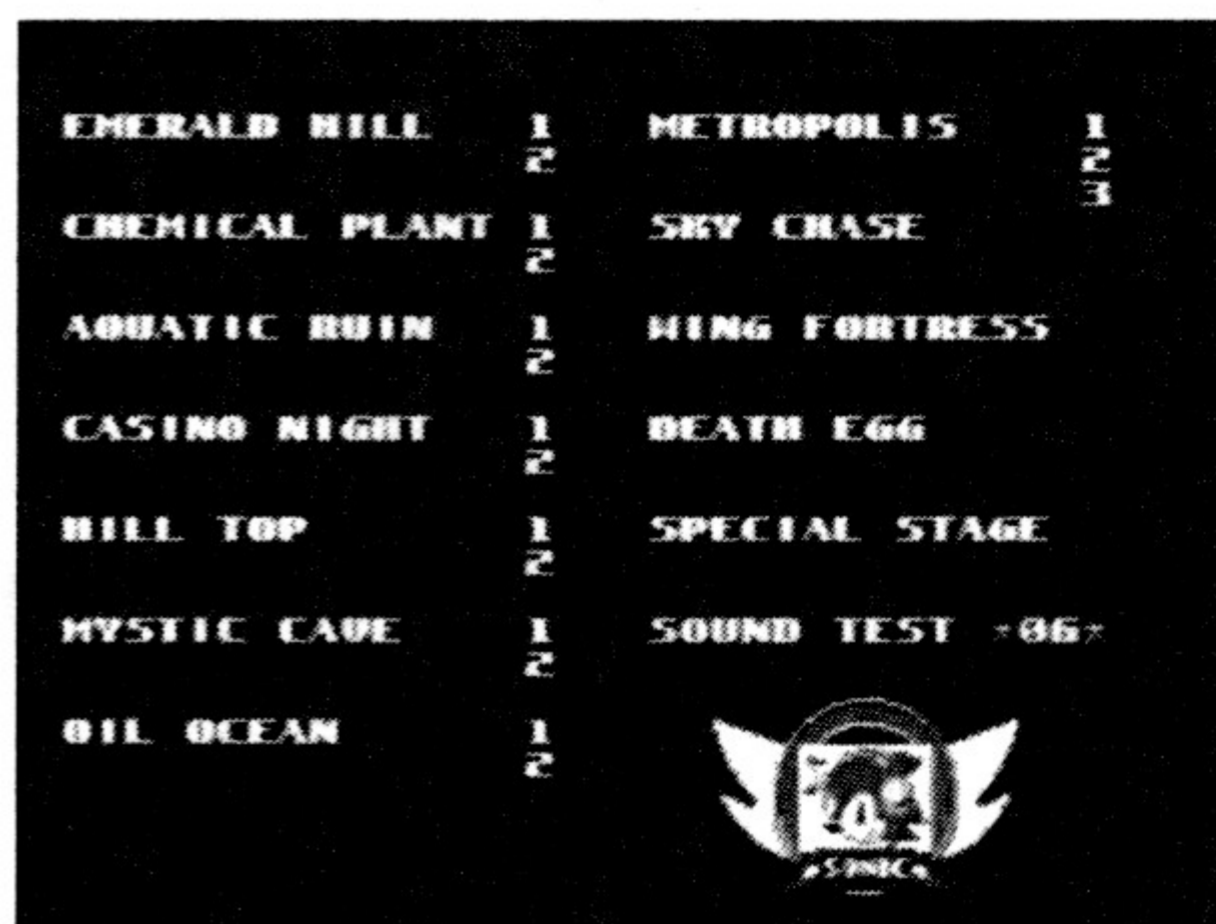 EMERALD HILL 1
2
CHEMICAL PLANT 1
2
AQUATIC RUIN 1
2
CASINO NIGHT 1
2
HILL TOP 1
2
MYSTIC CAVE 1
2
OIL OCEAN 1
2
METROPOLIS 1
2
3
SKY CHASE
WING FORTRESS
DEATH EGG
SPECIAL STAGE
SOUND TEST *06*
SONIC